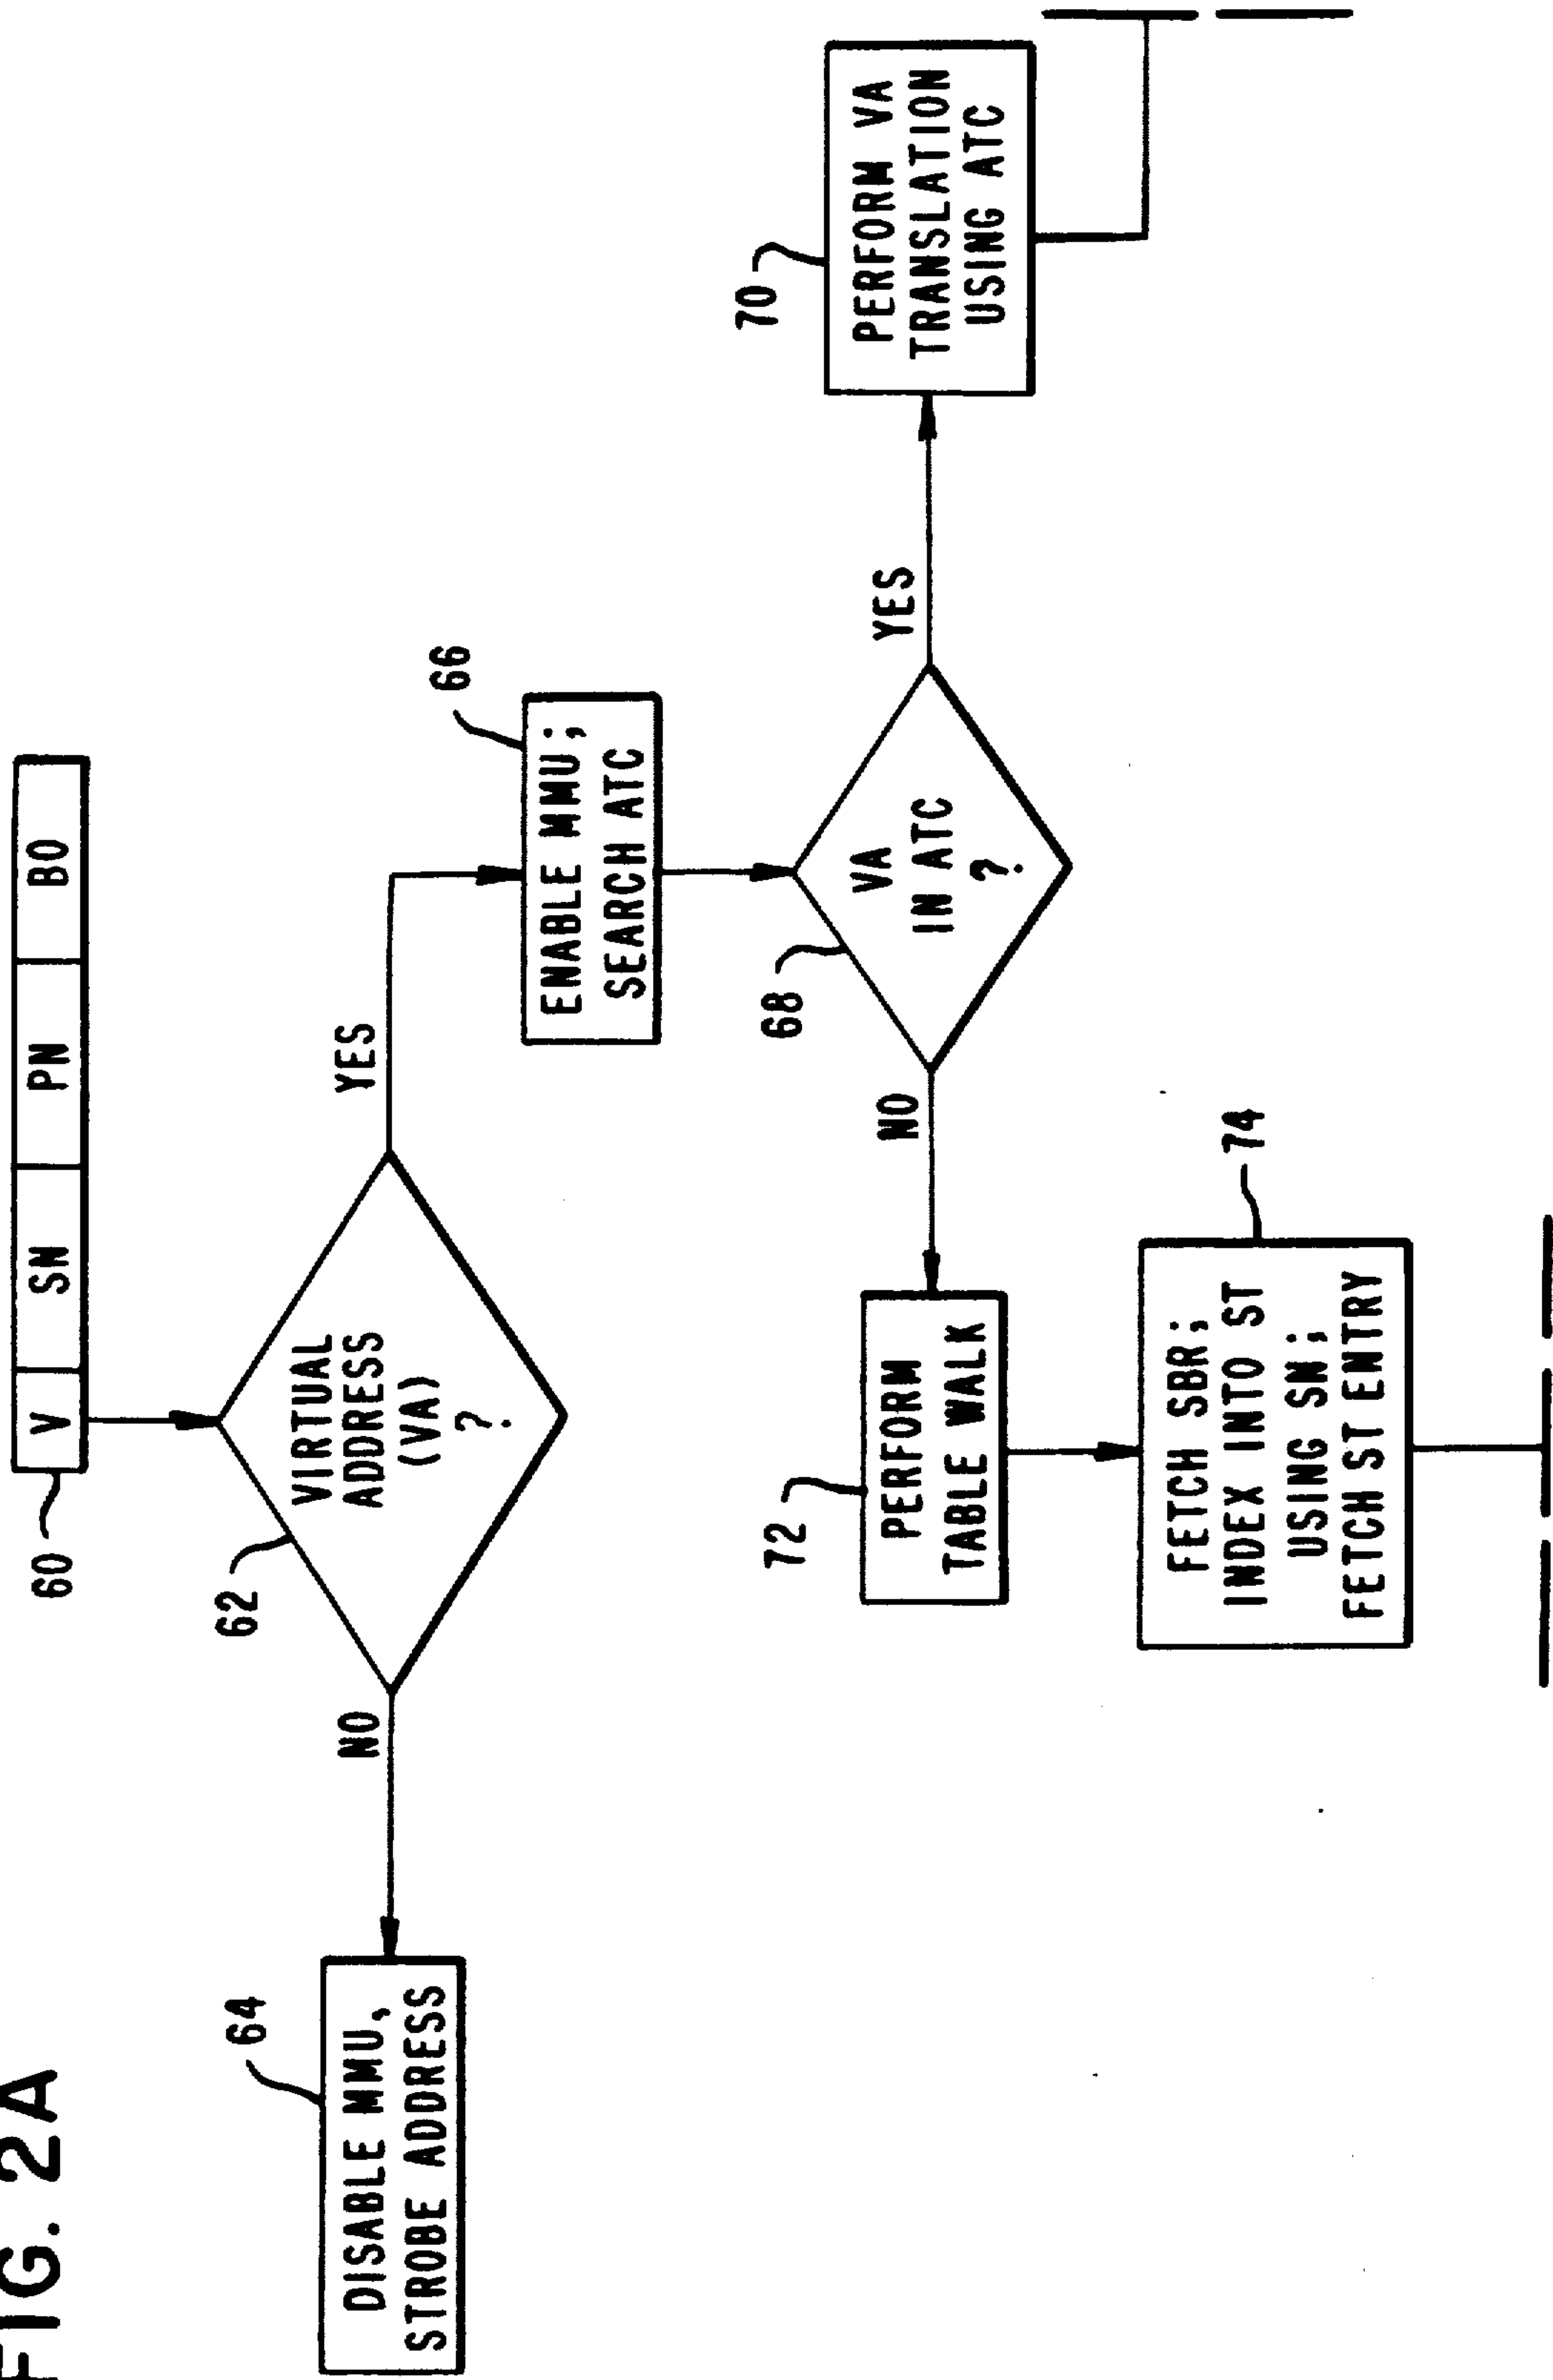 FIG. 2A
60
V SN PN BO
62
VIRTUAL
ADDRESS
(VA)
?
NO
YES
64
DISABLE MMU,
STROBE ADDRESS
66
ENABLE MMU;
SEARCH ATC
68
VA
IN ATC
?
NO
YES
70
PERFORM VA
TRANSLATION
USING ATC
72
PERFORM
TABLE WALK
74
FETCH SBR;
INDEX INTO ST
USING SN;
FETCH ST ENTRY